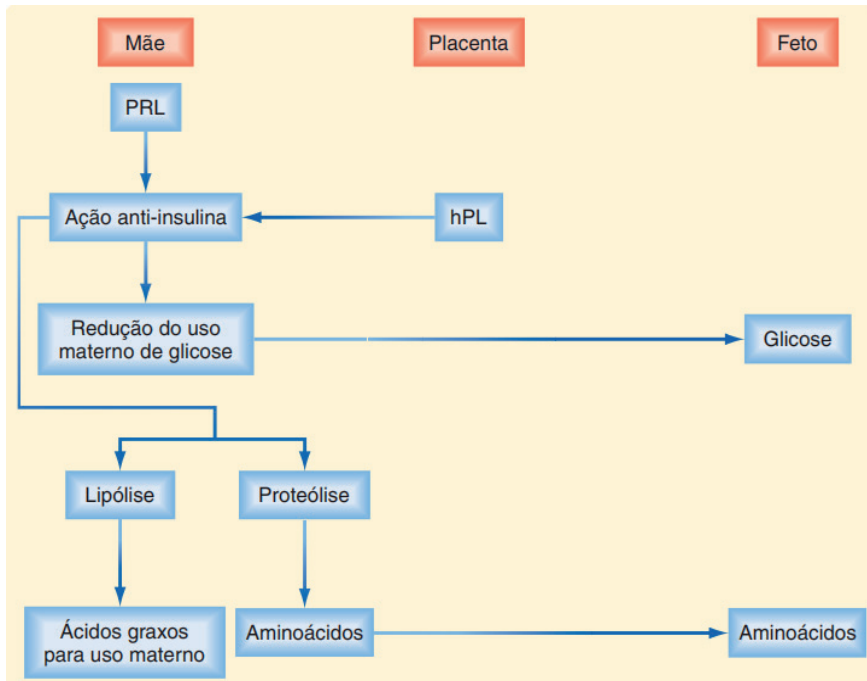 Mãe
Placenta
Feto
PRL
Ação anti-insulina
hPL
Redução do uso
materno de glicose
Glicose
Lipólise
Proteólise
Ácidos graxos
para uso materno
Aminoácidos
Aminoácidos